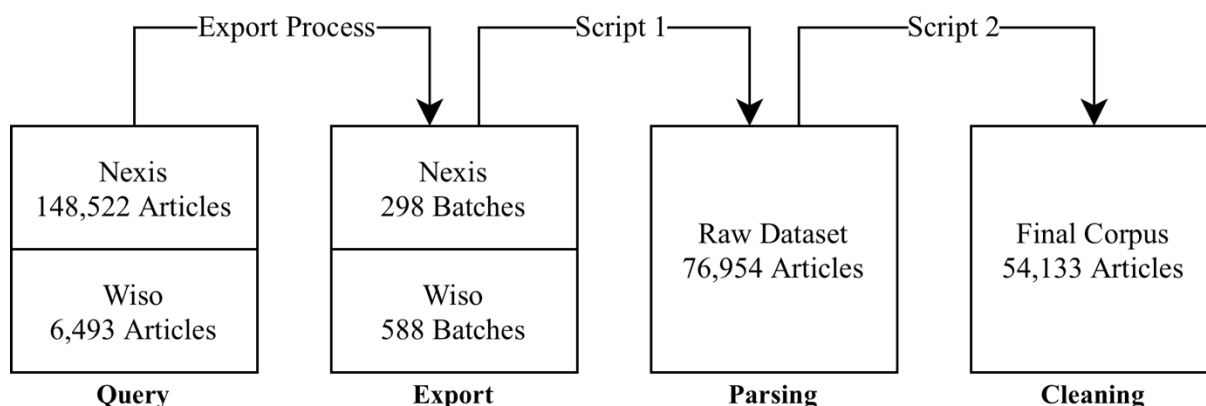 Export Process
Script 1
Script 2
Nexis
148,522 Articles
Wiso
6,493 Articles
Query
Nexis
298 Batches
Wiso
588 Batches
Export
Raw Dataset
76,954 Articles
Parsing
Final Corpus
54,133 Articles
Cleaning